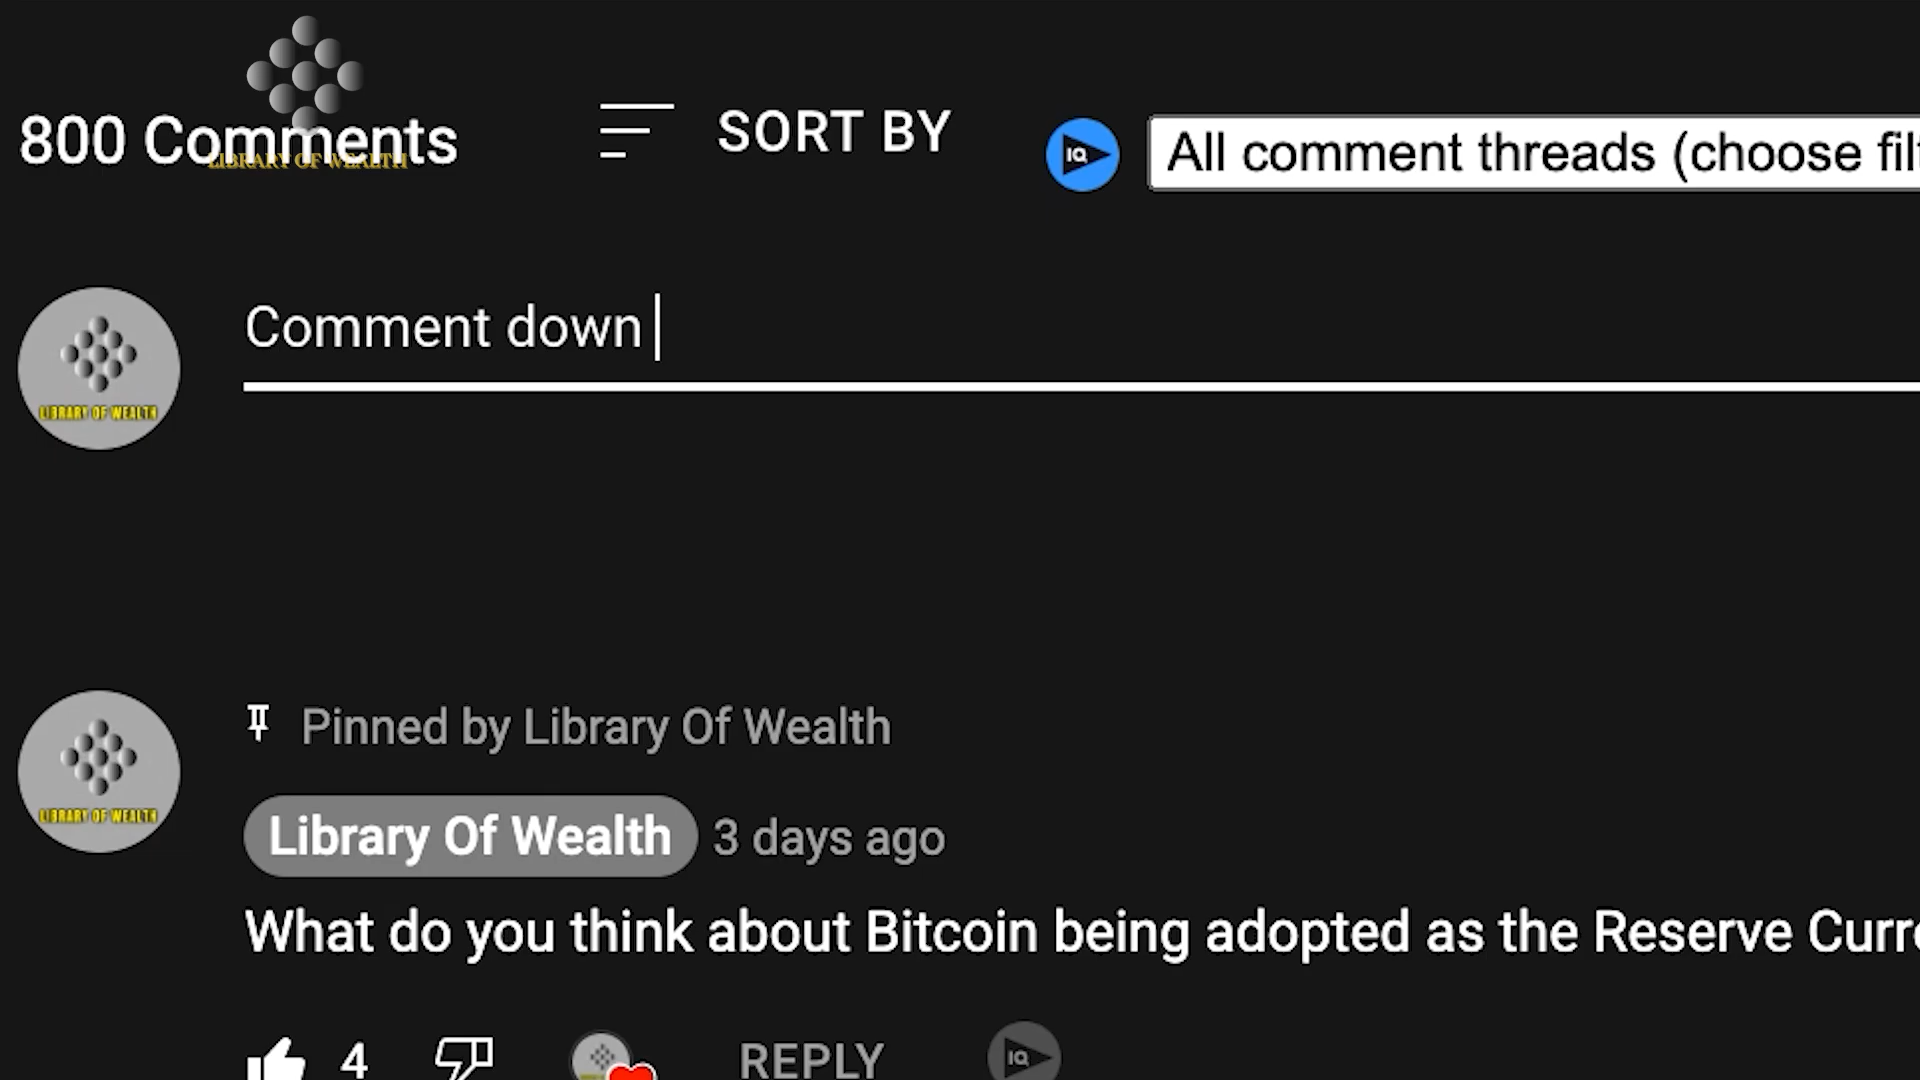 800 Comments
LIBRARY OF WEALTH
SORT BY
IQ
All comment threads (choose filt
Comment down
LIBRARY OF WEALTH
Pinned by Library Of Wealth
LIBRARY OF WEALTH
Library Of Wealth 3 days ago
What do you think about Bitcoin being adopted as the Reserve Curre
4
REPLY
IQ